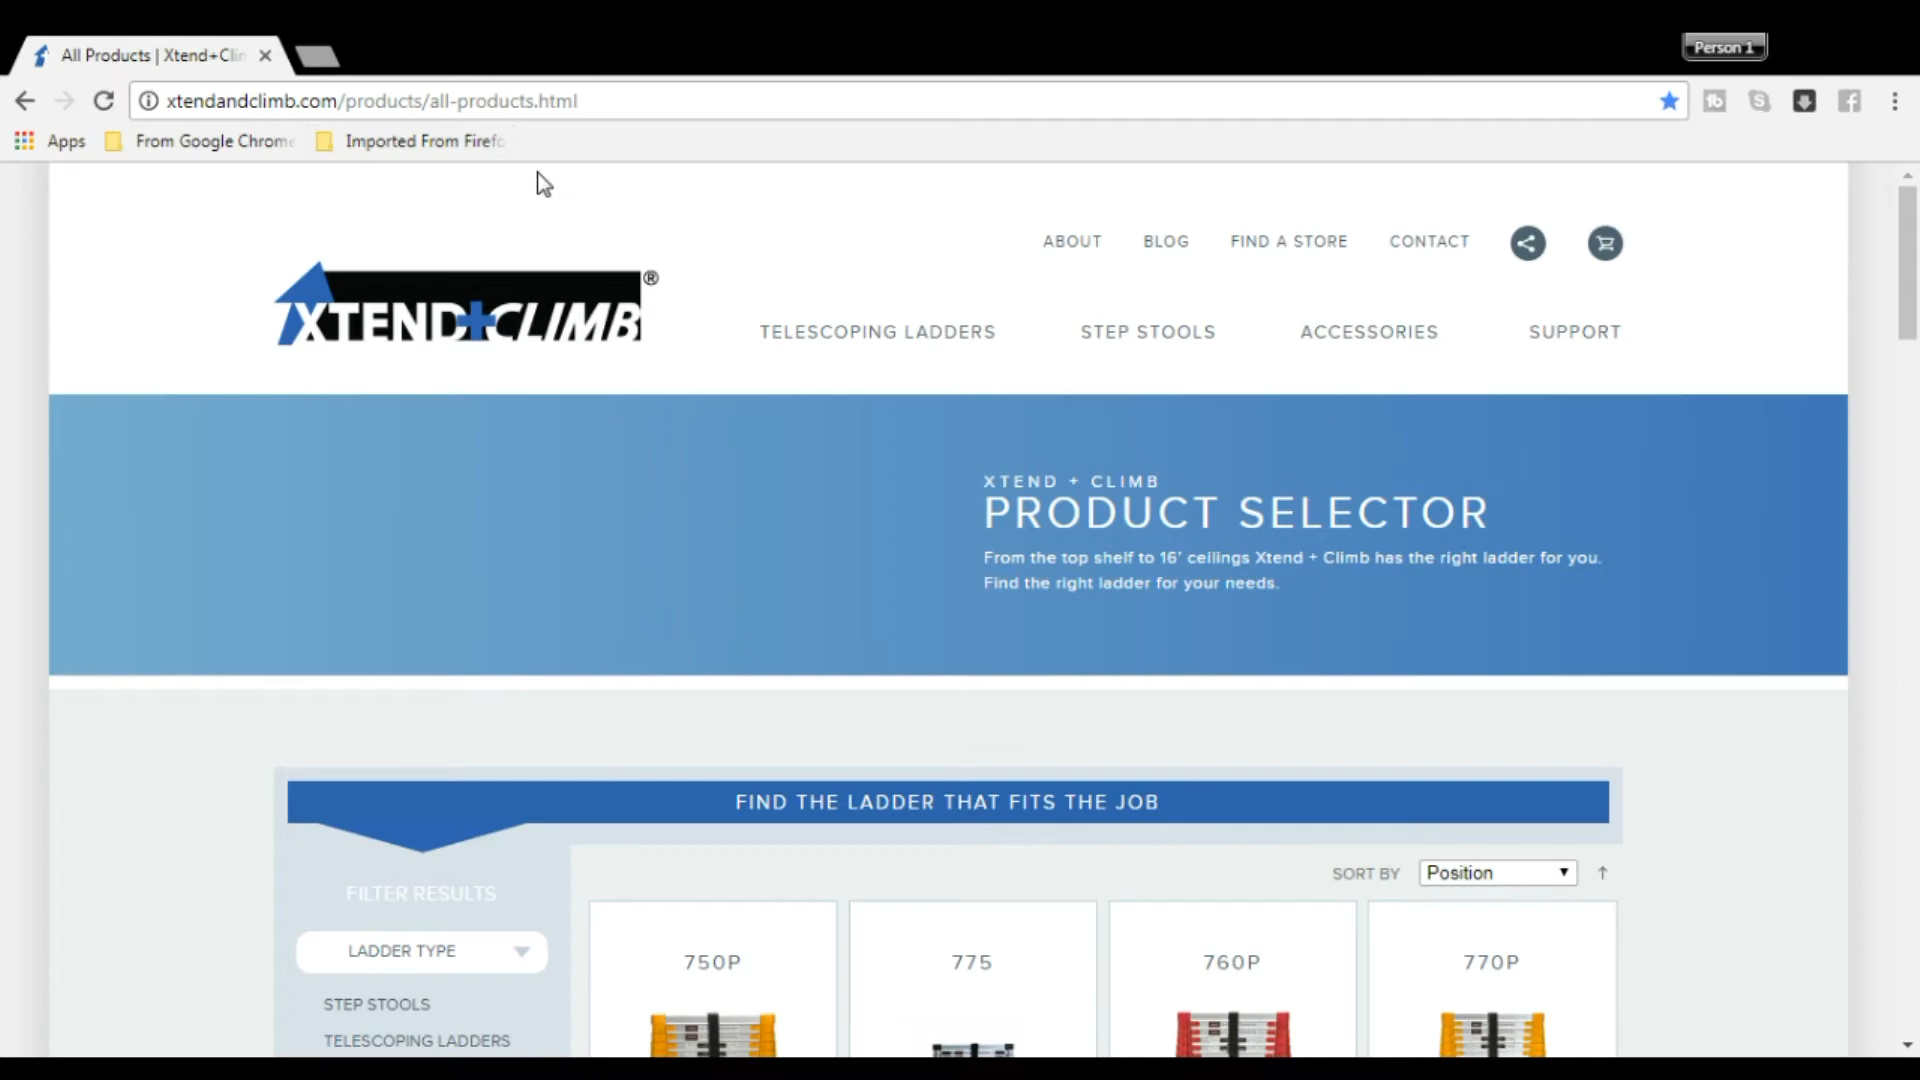 All Products | Xtend+Clin
Person 1
xtendandclimb.com/products/all-products.html
Apps
From Google Chrome
Imported From Firefo
ABOUT
BLOG
FIND A STORE
CONTACT
XTEND+CLIMB®
TELESCOPING LADDERS
STEP STOOLS
ACCESSORIES
SUPPORT
XTEND + CLIMB
PRODUCT SELECTOR
From the top shelf to 16' ceilings Xtend + Climb has the right ladder for you.
Find the right ladder for your needs.
FIND THE LADDER THAT FITS THE JOB
SORT BY
Position
FILTER RESULTS
LADDER TYPE
STEP STOOLS
TELESCOPING LADDERS
750P
775
760P
770P